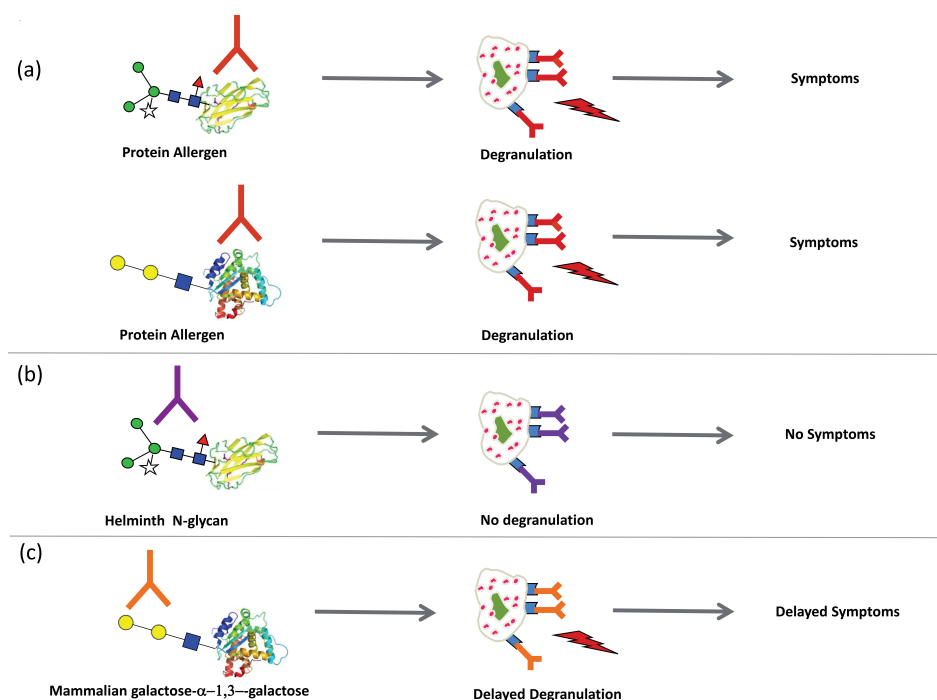 (a)
Symptoms
Protein Allergen
Degranulation
Symptoms
Protein Allergen
Degranulation
(b)
No Symptoms
Helminth N-glycan
No degranulation
(c)
Delayed Symptoms
Mammalian galactose-α−1,3−-galactose
Delayed Degranulation